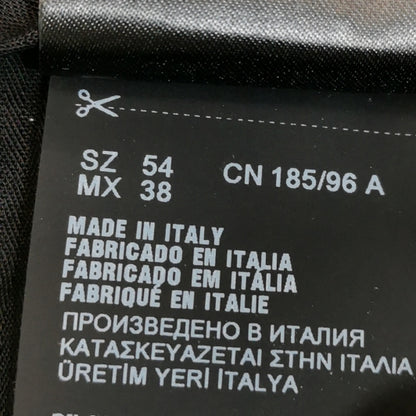 SZ 54 CN 185/96 A
MX 38
MADE IN ITALY
FABRICADO EN ITALIA
FABRICADO EM ITÁLIA
FABRIQUÉ EN ITALIE
ПРОИЗВЕДЕНО В ИТАЛИЯ
ΚΑΤΑΣΚΕΥΑΖΕΤΑΙ ΣΤΗΝ ΙΤΑΛΙΑ
ÜRETİM YERİ İTALYA